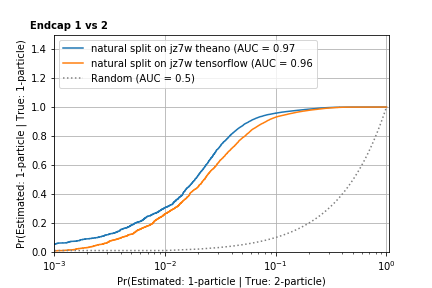 Endcap 1 vs 2
Pr(Estimated: 1-particle | True: 1-particle)
1.4
1.2
1.0
0.8
0.6
0.4
0.2
0.0
natural split on jz7w theano (AUC = 0.97
natural split on jz7w tensorflow (AUC = 0.96
Random (AUC = 0.5)
10⁻³
10⁻²
10⁻¹
10⁰
Pr(Estimated: 1-particle | True: 2-particle)